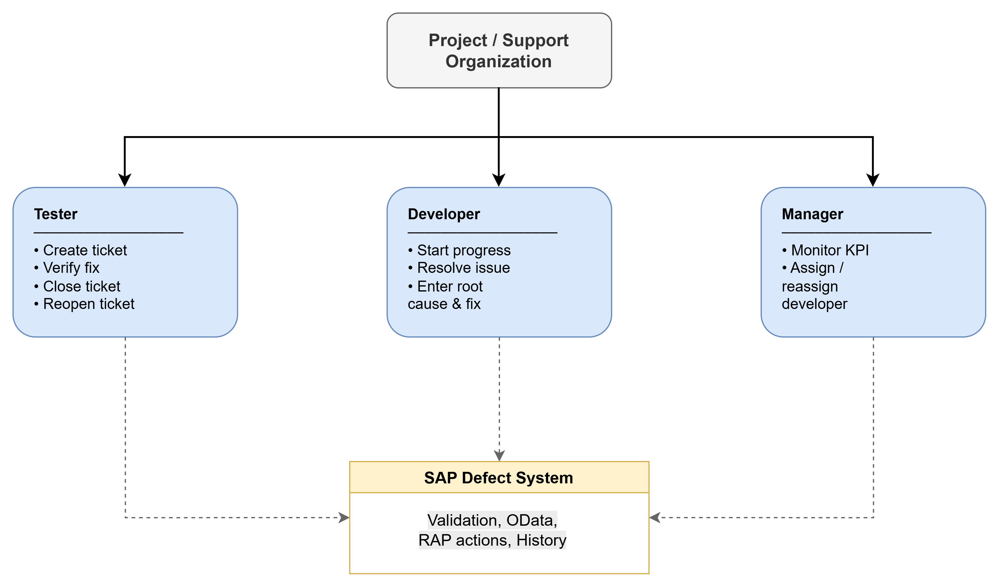 Project / Support
Organization
Tester
• Create ticket
• Verify fix
• Close ticket
• Reopen ticket
Developer
• Start progress
• Resolve issue
• Enter root
cause & fix
Manager
• Monitor KPI
• Assign /
reassign
developer
SAP Defect System
Validation, OData,
RAP actions, History